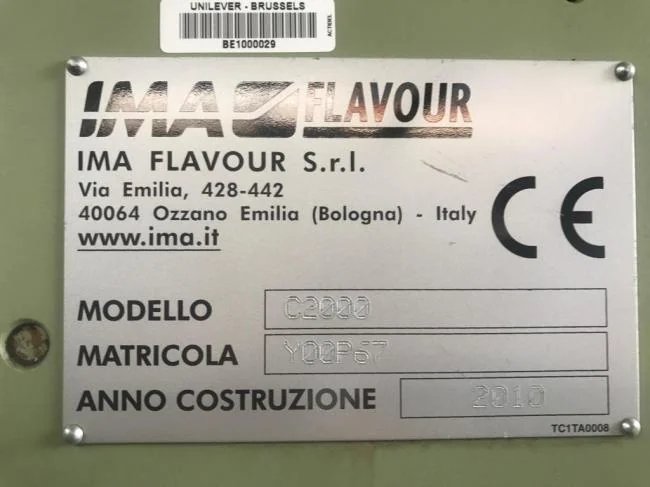 UNILEVER - BRUSSELS
BE1000029
ACTIDEL
IMA FLAVOUR
IMA FLAVOUR S.r.l.
Via Emilia, 428-442
40064 Ozzano Emilia (Bologna) - Italy
www.ima.it
CE
MODELLO C2000
MATRICOLA Y00P67
ANNO COSTRUZIONE 2010
TC1TA0008